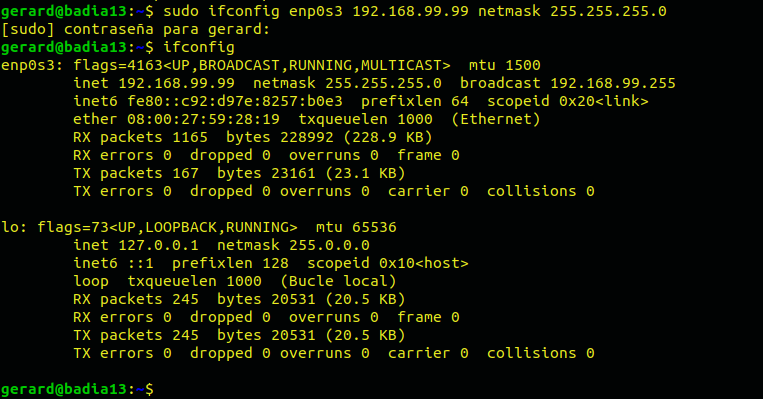 gerard@badia13:~$ sudo ifconfig enp0s3 192.168.99.99 netmask 255.255.255.0
[sudo] contraseña para gerard:
gerard@badia13:~$ ifconfig
enp0s3: flags=4163<UP,BROADCAST,RUNNING,MULTICAST>  mtu 1500
        inet 192.168.99.99  netmask 255.255.255.0  broadcast 192.168.99.255
        inet6 fe80::c92:d97e:8257:b0e3  prefixlen 64  scopeid 0x20<link>
        ether 08:00:27:59:28:19  txqueuelen 1000  (Ethernet)
        RX packets 1165  bytes 228992 (228.9 KB)
        RX errors 0  dropped 0  overruns 0  frame 0
        TX packets 167  bytes 23161 (23.1 KB)
        TX errors 0  dropped 0 overruns 0  carrier 0  collisions 0

lo: flags=73<UP,LOOPBACK,RUNNING>  mtu 65536
        inet 127.0.0.1  netmask 255.0.0.0
        inet6 ::1  prefixlen 128  scopeid 0x10<host>
        loop  txqueuelen 1000  (Bucle local)
        RX packets 245  bytes 20531 (20.5 KB)
        RX errors 0  dropped 0  overruns 0  frame 0
        TX packets 245  bytes 20531 (20.5 KB)
        TX errors 0  dropped 0 overruns 0  carrier 0  collisions 0

gerard@badia13:~$